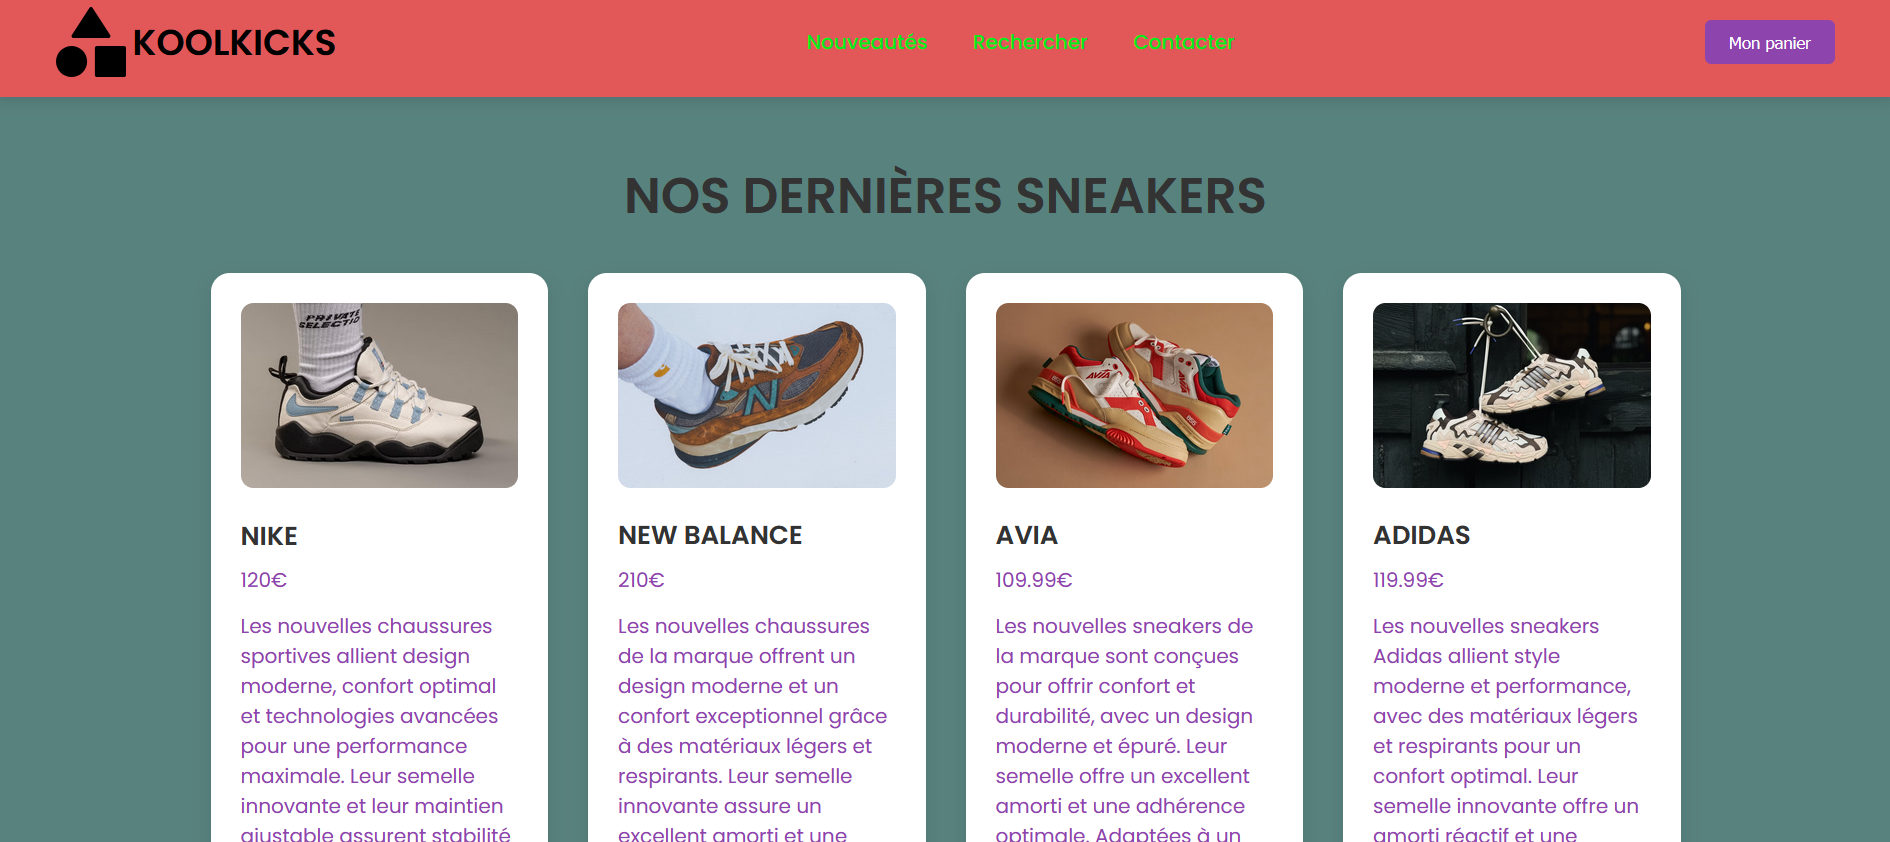 KOOLKICKS
Nouveautés
Rechercher
Contacter
Mon panier
NOS DERNIÈRES SNEAKERS
PRIVATE
SELECTIO
N
AVIA
AVIA
NIKE
120€
Les nouvelles chaussures
sportives allient design
moderne, confort optimal
et technologies avancées
pour une performance
maximale. Leur semelle
innovante et leur maintien
ajustable assurent stabilité
NEW BALANCE
210€
Les nouvelles chaussures
de la marque offrent un
design moderne et un
confort exceptionnel grâce
à des matériaux légers et
respirants. Leur semelle
innovante assure un
excellent amorti et une
AVIA
109.99€
Les nouvelles sneakers de
la marque sont conçues
pour offrir confort et
durabilité, avec un design
moderne et épuré. Leur
semelle offre un excellent
amorti et une adhérence
optimale. Adaptées à un
ADIDAS
119.99€
Les nouvelles sneakers
Adidas allient style
moderne et performance,
avec des matériaux légers
et respirants pour un
confort optimal. Leur
semelle innovante offre un
amorti réactif et une